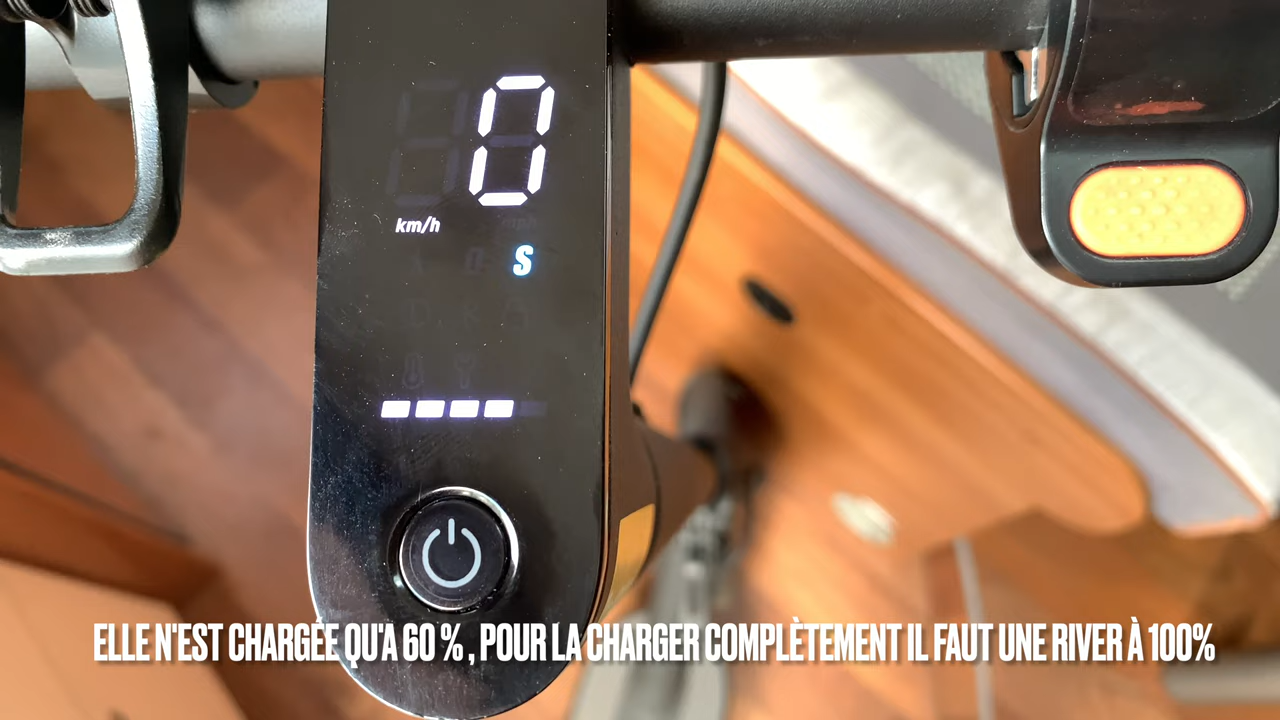 0
km/h
S
ELLE N'EST CHARGÉE QU'A 60 %, POUR LA CHARGER COMPLÈTEMENT IL FAUT UNE RIVER À 100%